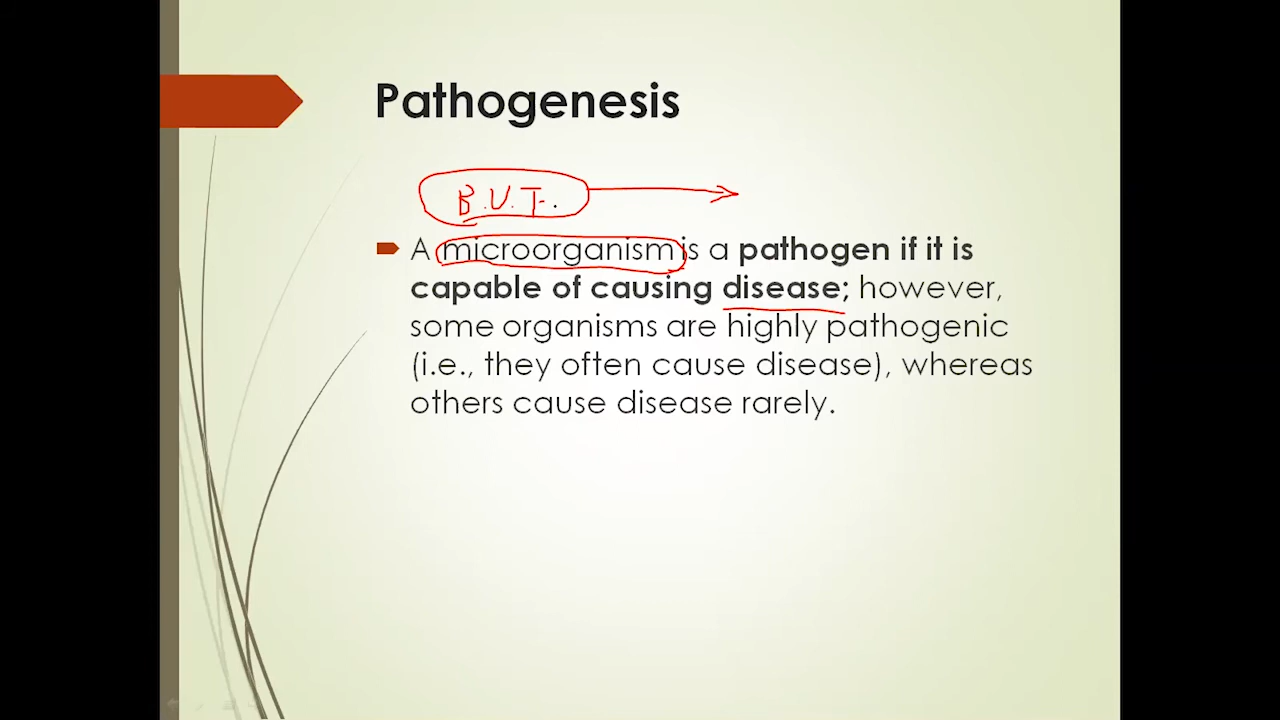 Pathogenesis
B.V.F.
A microorganism is a pathogen if it is
capable of causing disease; however,
some organisms are highly pathogenic
(i.e., they often cause disease), whereas
others cause disease rarely.